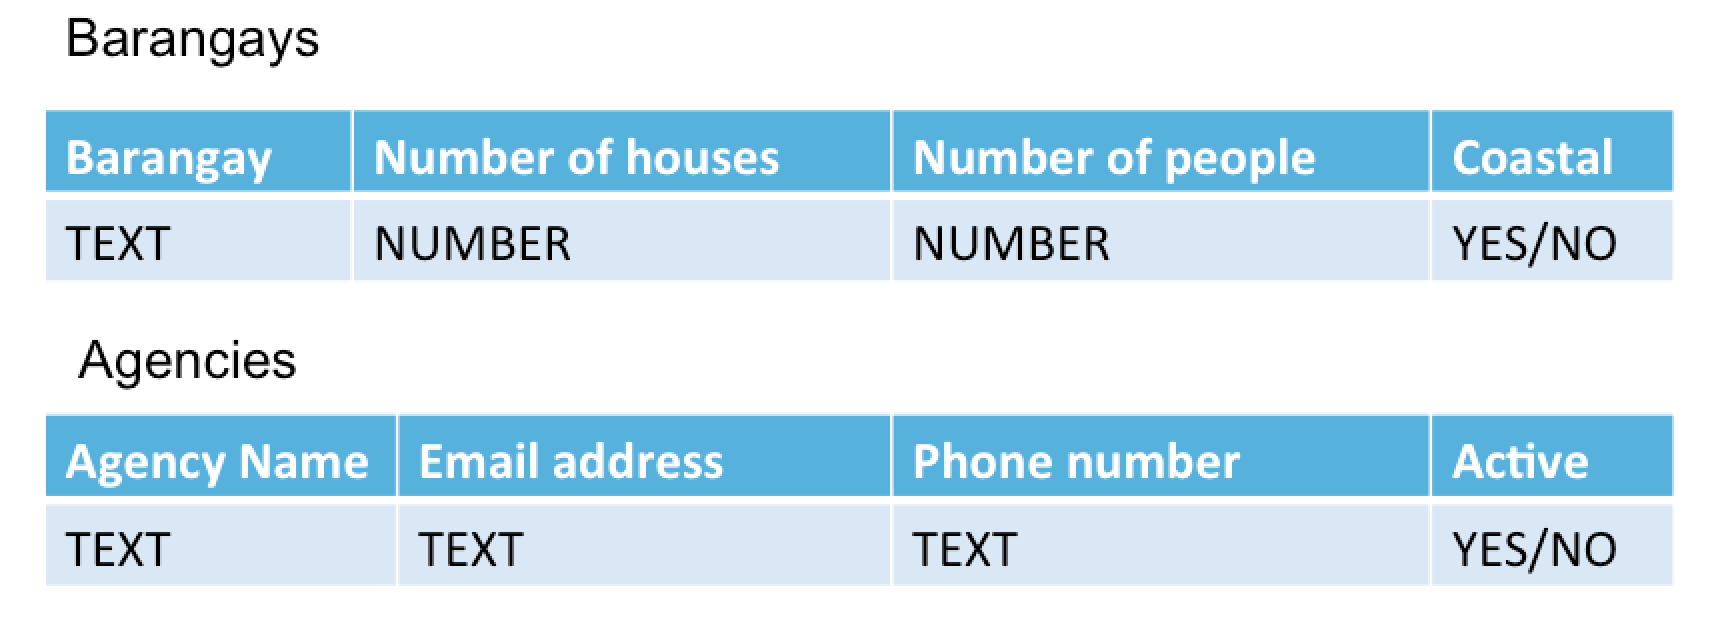 Barangays
Barangay Number of houses Number of people Coastal
TEXT NUMBER NUMBER YES/NO
Agencies
Agency Name Email address Phone number Active
TEXT TEXT TEXT YES/NO